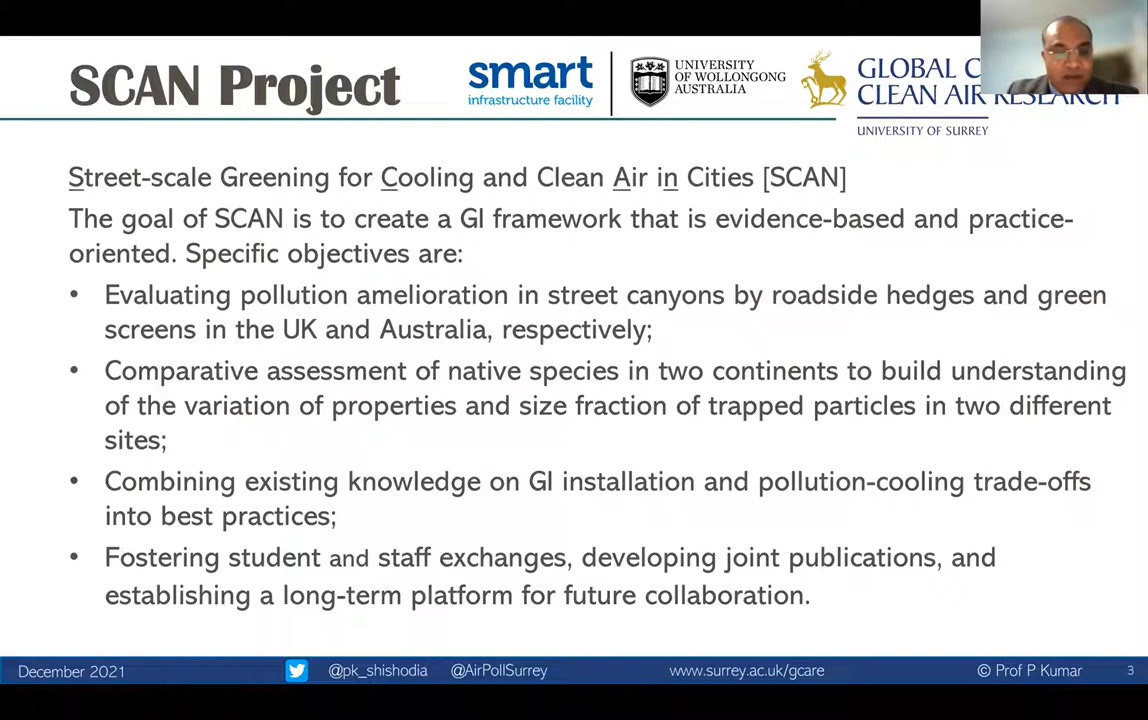 SCAN Project
smart
infrastructure facility
UNIVERSITY
OF WOLLONGONG
AUSTRALIA
GLOBAL C
CLEAN AIR RESEARCH
UNIVERSITY OF SURREY
Street-scale Greening for Cooling and Clean Air in Cities [SCAN]
The goal of SCAN is to create a GI framework that is evidence-based and practice-
oriented. Specific objectives are:
• Evaluating pollution amelioration in street canyons by roadside hedges and green
screens in the UK and Australia, respectively;
• Comparative assessment of native species in two continents to build understanding
of the variation of properties and size fraction of trapped particles in two different
sites;
• Combining existing knowledge on GI installation and pollution-cooling trade-offs
into best practices;
• Fostering student and staff exchanges, developing joint publications, and
establishing a long-term platform for future collaboration.
December 2021
@pk_shishodia @AirPollSurrey
www.surrey.ac.uk/gcare
© Prof P Kumar
3